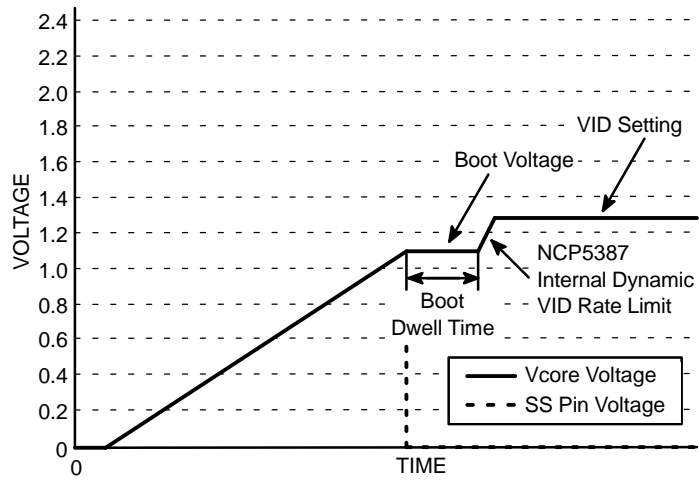 2.4
2.2
2.0
1.8
1.6
1.4
1.2
1.0
0.8
0.6
0.4
0.2
0
VOLTAGE
VID Setting
Boot Voltage
NCP5387
Internal Dynamic
VID Rate Limit
Boot
Dwell Time
Vcore Voltage
SS Pin Voltage
0
TIME